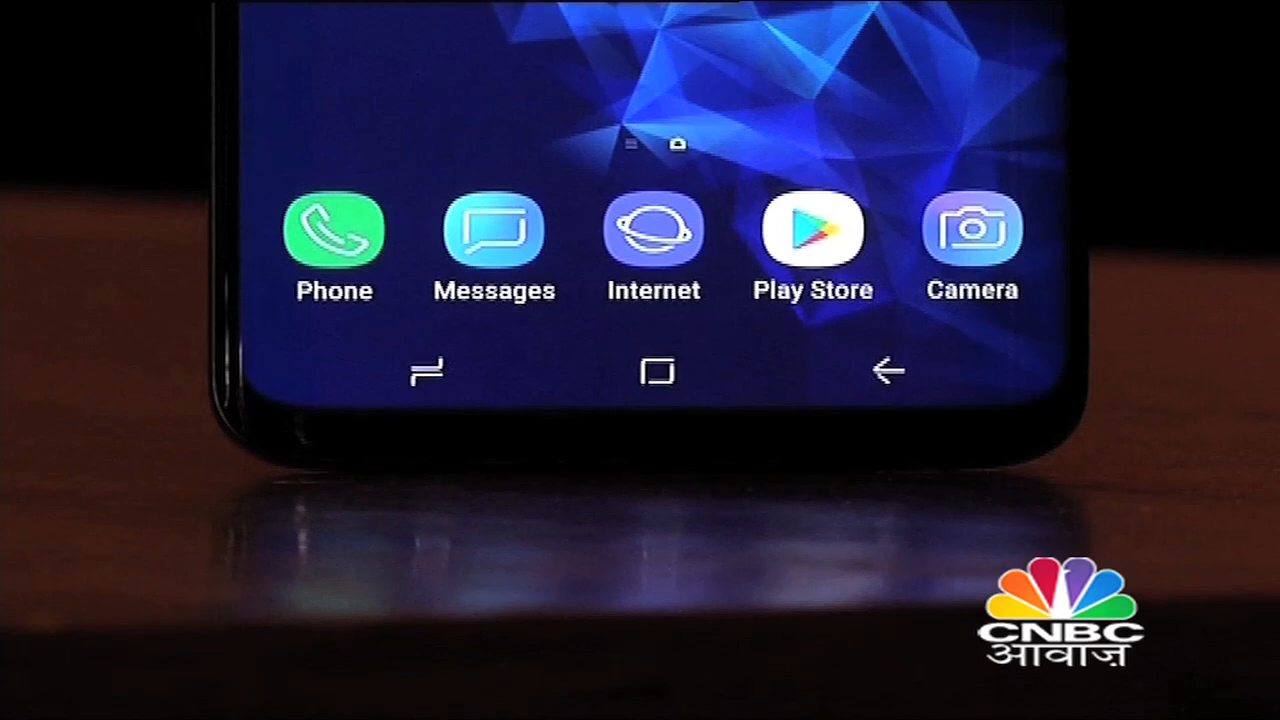 Phone
Messages
Internet
Play Store
Camera
CNBC
आवाज़